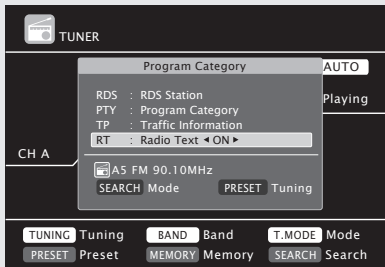 TUNER
Program Category
AUTO
RDS : RDS Station
Playing
PTY : Program Category
TP : Traffic Information
RT : Radio Text ◄ ON ►
CH A
A5 FM 90.10MHz
SEARCH Mode PRESET Tuning
TUNING Tuning BAND Band T.MODE Mode
PRESET Preset MEMORY Memory SEARCH Search